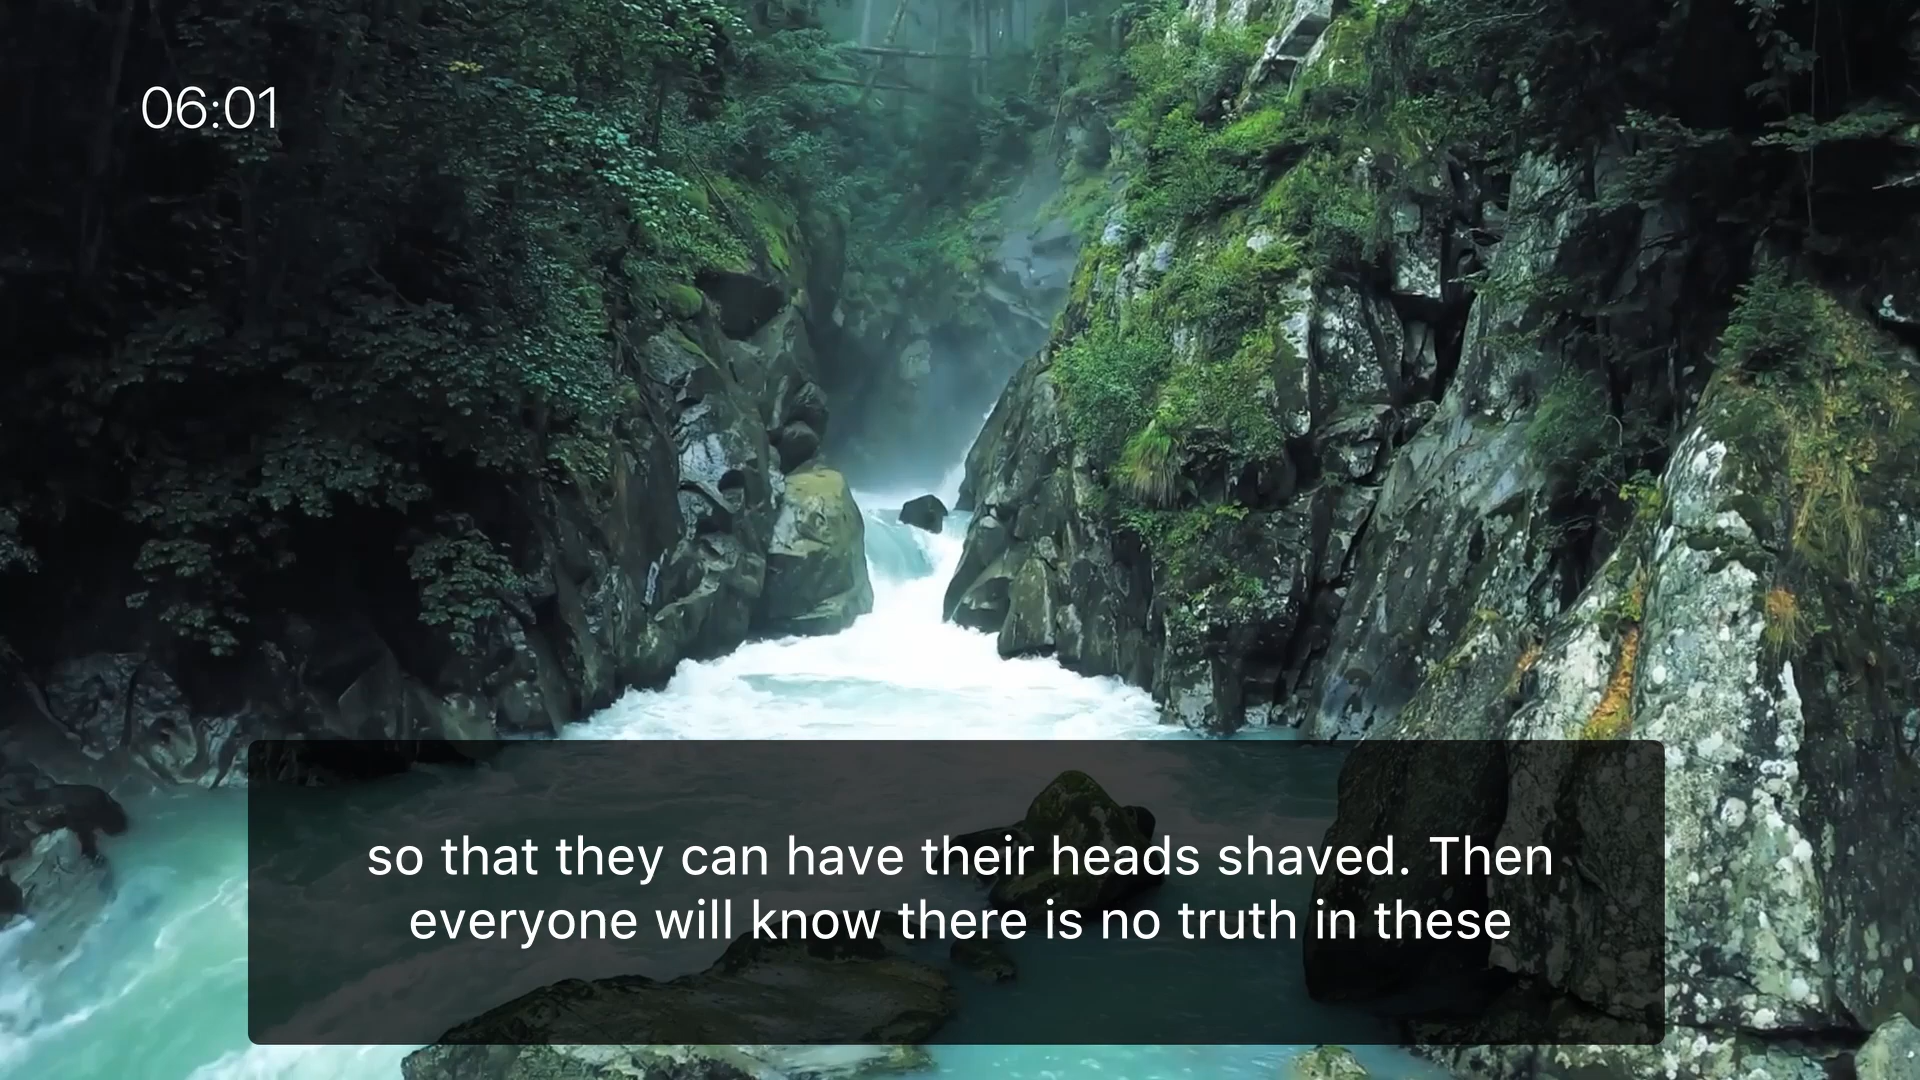 06:01
so that they can have their heads shaved. Then
everyone will know there is no truth in these